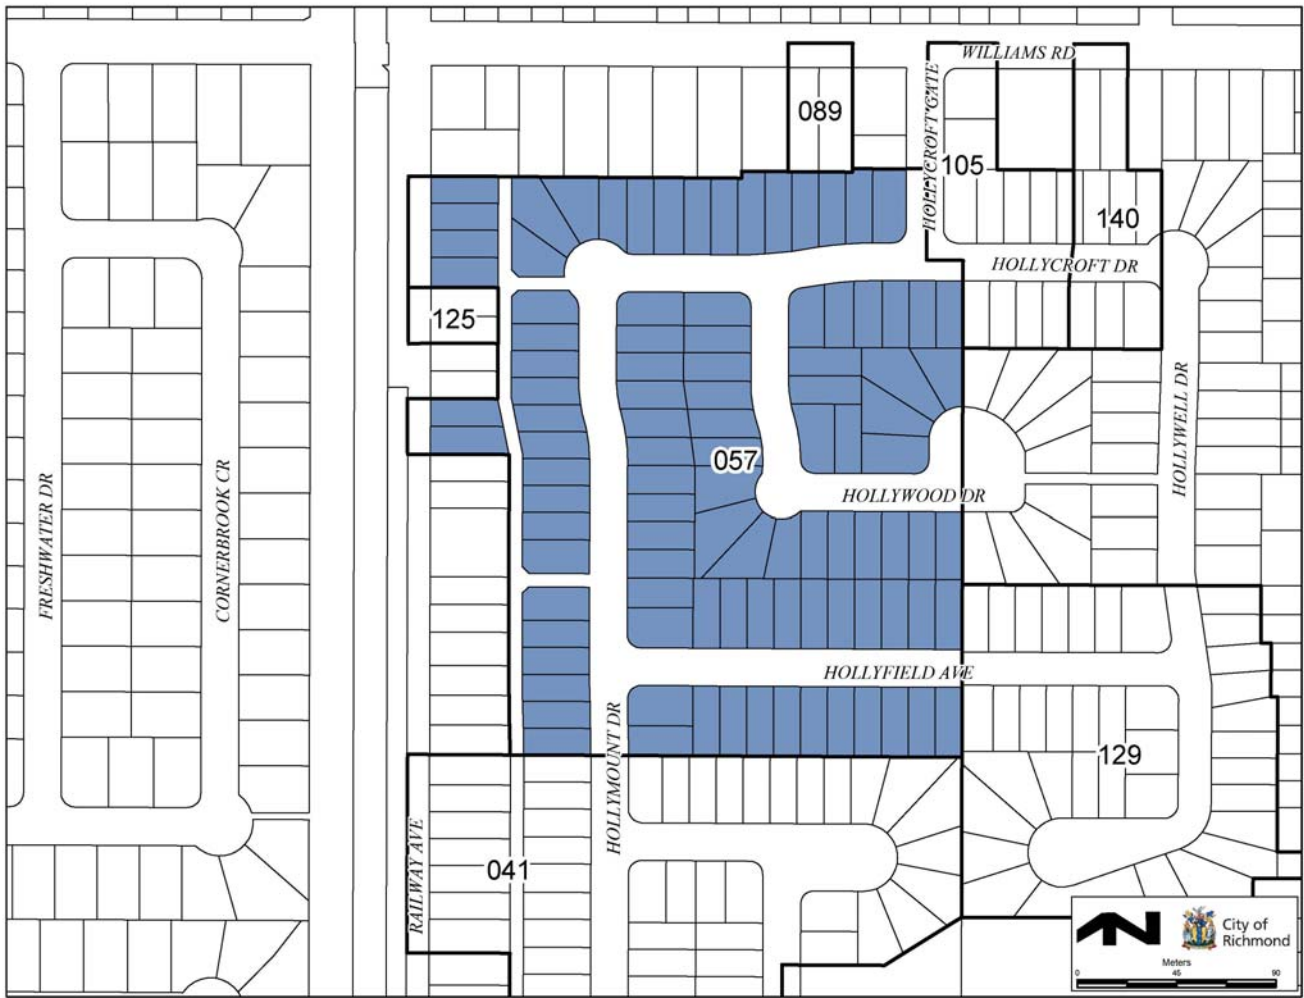 WILLIAMS RD
089
HOLLYCROFT GATE
105
140
HOLLYCROFT DR
125
HOLLYWELL DR
057
HOLLYWOOD DR
FRESHWATER DR
CORNERBROOK CR
HOLLYFIELD AVE
HOLLYMOUNT DR
129
RAILWAY AVE
041
City of
Richmond
Meters
0 45 90